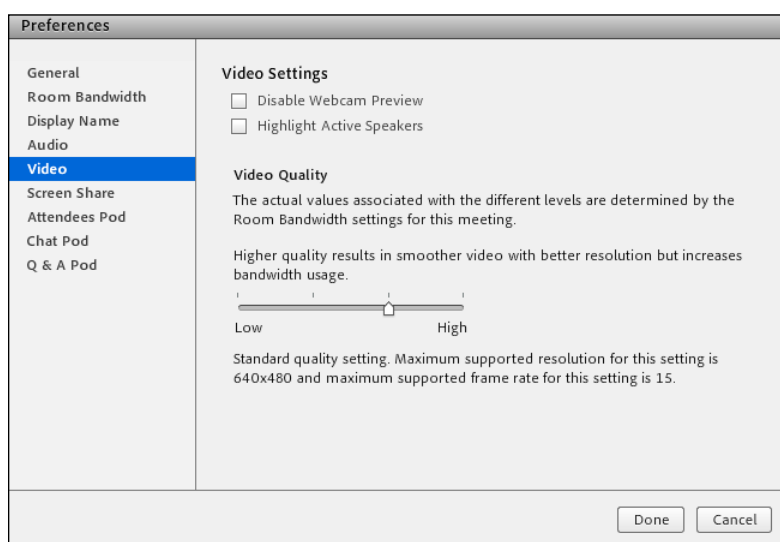 Preferences
General
Room Bandwidth
Display Name
Audio
Video
Screen Share
Attendees Pod
Chat Pod
Q & A Pod
Video Settings
Disable Webcam Preview
Highlight Active Speakers
Video Quality
The actual values associated with the different levels are determined by the
Room Bandwidth settings for this meeting.
Higher quality results in smoother video with better resolution but increases
bandwidth usage.
Low High
Standard quality setting. Maximum supported resolution for this setting is
640x480 and maximum supported frame rate for this setting is 15.
Done Cancel